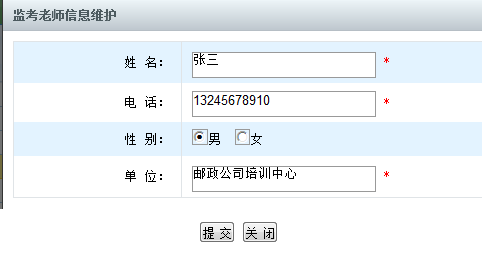 监考老师信息维护
姓 名： 张三 *
电 话： 13245678910 *
性 别： 男 女
单 位： 邮政公司培训中心 *
提 交 关 闭